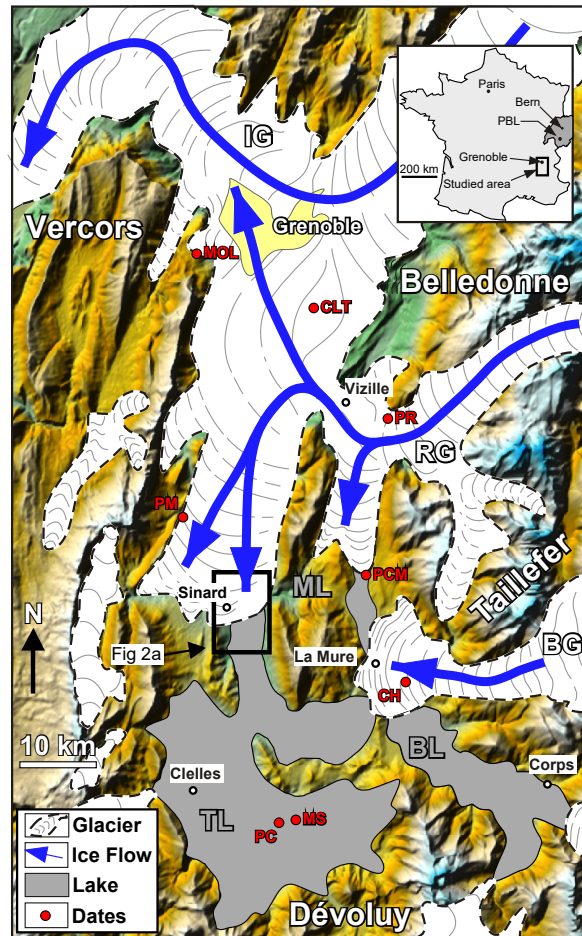 Paris
Bern
PBL
Grenoble
200 km
Studied area
IG
Vercors
Grenoble
MOL
Belledonne
CLT
Vizille
PR
RG
PM
PCM
Taillefer
Sinard
ML
N
Fig 2a
La Mure
BG
CH
10 km
BL
Corps
Clelles
TL
PC
MS
Glacier
Ice Flow
Lake
Dates
Dévoluy